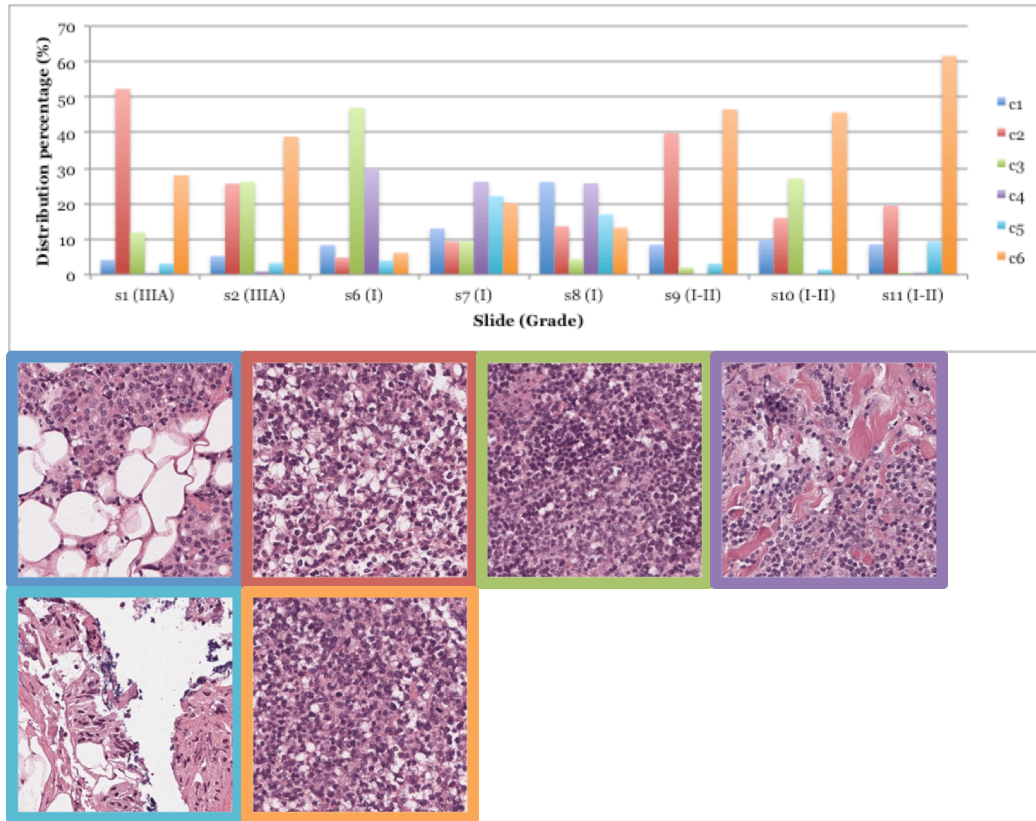 70
60
50
40
30
20
10
0
Distribution percentage (%)
s1 (IIIA) s2 (IIIA) s6 (I) s7 (I) s8 (I) s9 (I-II) s10 (I-II) s11 (I-II)
Slide (Grade)
c1
c2
c3
c4
c5
c6